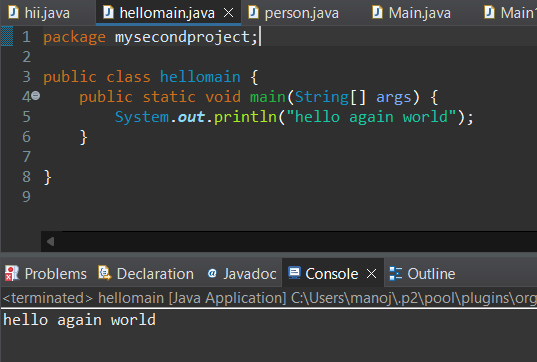 hii.java hellomain.java person.java Main.java Main
1 package mysecondproject;
2
3 public class hellomain {
4 public static void main(String[] args) {
5 System.out.println("hello again world");
6 }
7
8 }
9
Problems Declaration @ Javadoc Console Outline
<terminated> hellomain [Java Application] C:\Users\manoj\.p2\pool\plugins\org
hello again world